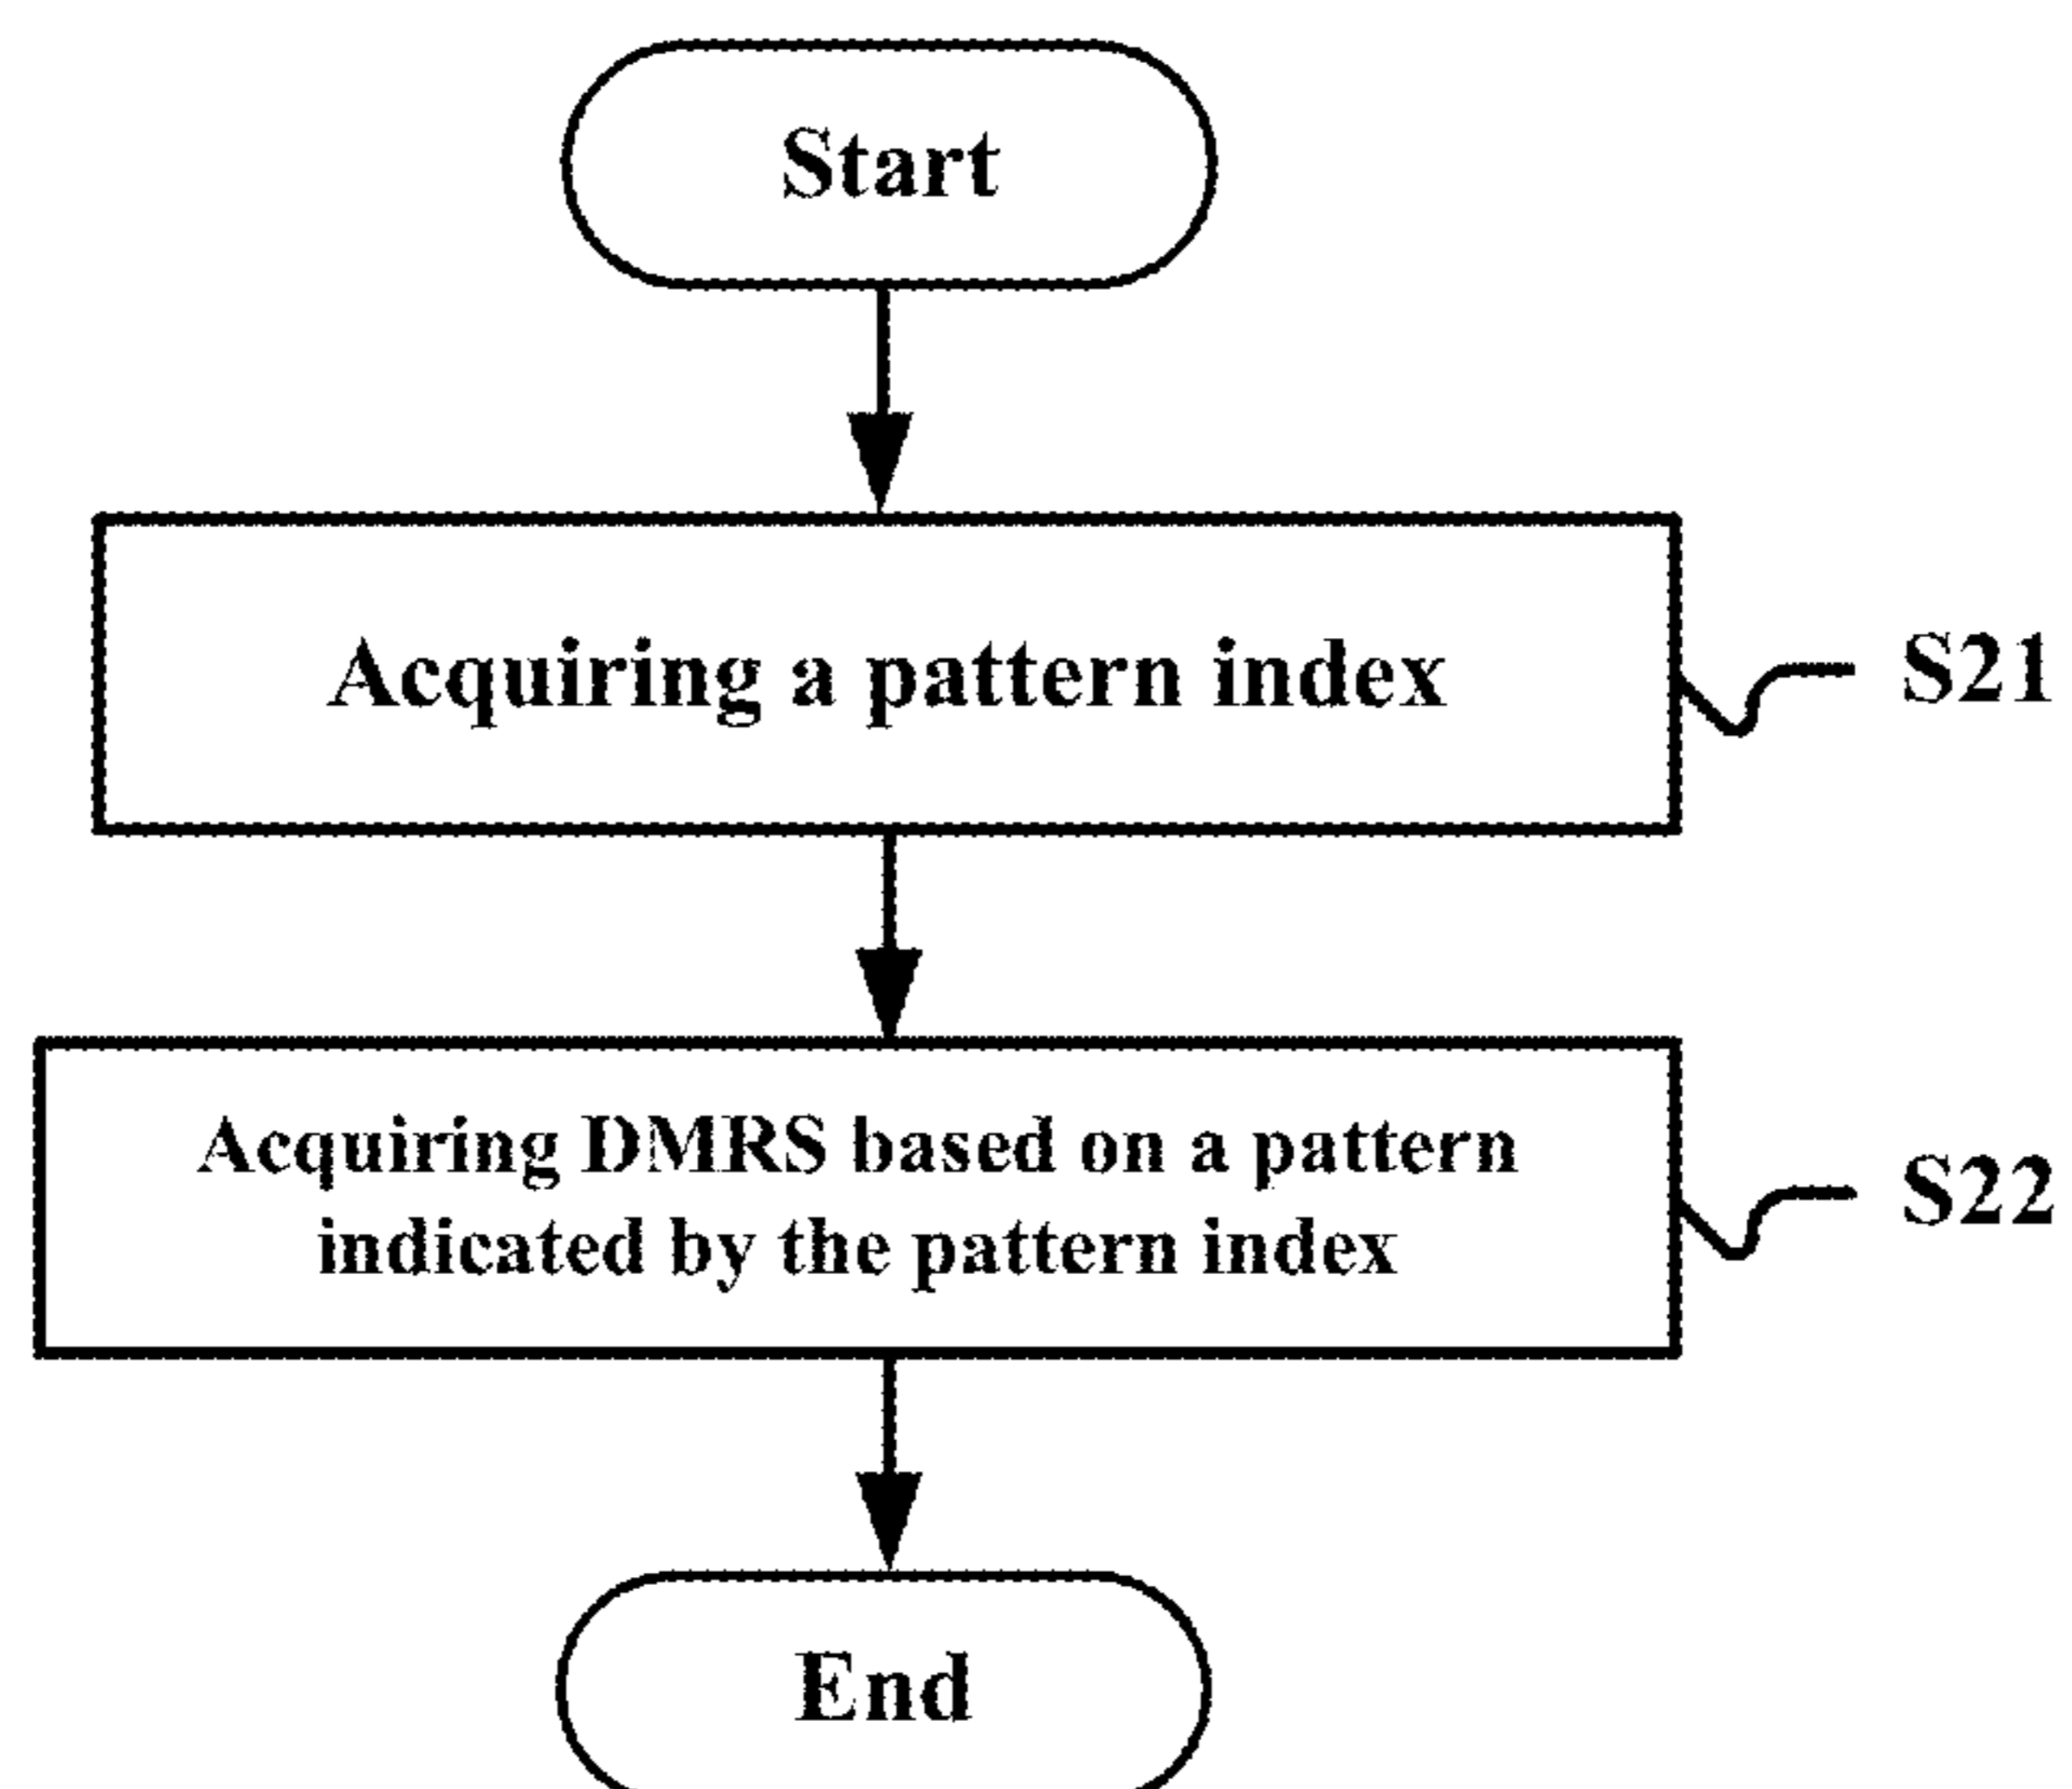 Start
Acquiring a pattern index
S21
Acquiring DMRS based on a pattern
indicated by the pattern index
S22
End